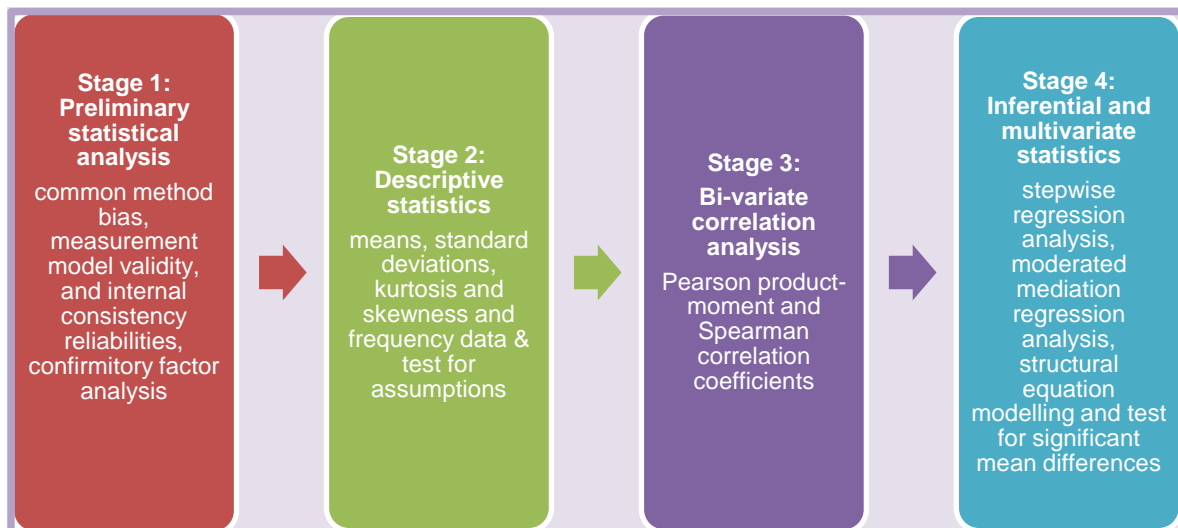 Stage 1:
Preliminary
statistical
analysis
common method
bias,
measurement
model validity,
and internal
consistency
reliabilities,
confirmitory factor
analysis
Stage 2:
Descriptive
statistics
means, standard
deviations,
kurtosis and
skewness and
frequency data &
test for
assumptions
Stage 3:
Bi-variate
correlation
analysis
Pearson product-
moment and
Spearman
correlation
coefficients
Stage 4:
Inferential and
multivariate
statistics
stepwise
regression
analysis,
moderated
mediation
regression
analysis,
structural
equation
modelling and test
for significant
mean differences